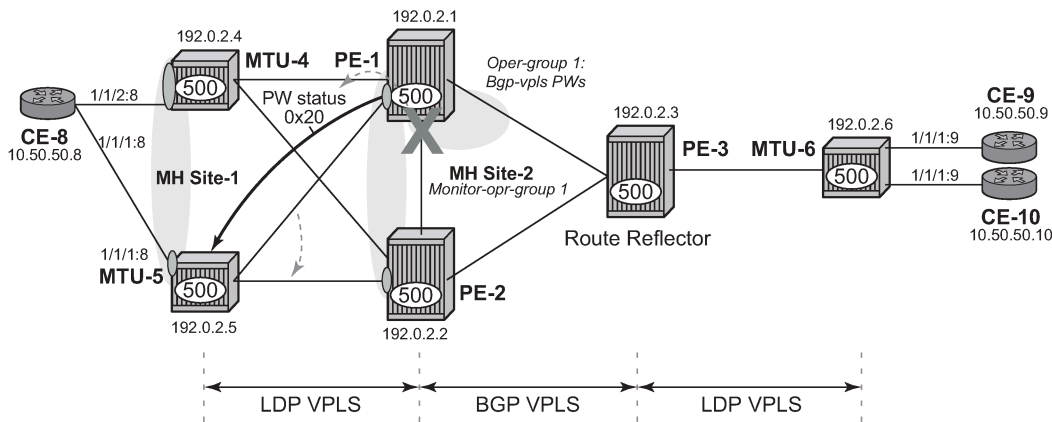 192.0.2.1
192.0.2.4
MTU-4
PE-1
500
500
PW status
0x20
Oper-group 1:
Bgp-vpls PWs
1/1/2:8
CE-8
10.50.50.8
1/1/1:8
X
192.0.2.3
PE-3
500
Route Reflector
MTU-6
192.0.2.6
500
1/1/1:9
1/1/1:9
CE-9
10.50.50.9
CE-10
10.50.50.10
MH Site-1
MH Site-2
Monitor-opr-group 1
1/1/1:8
MTU-5
500
192.0.2.5
500
PE-2
192.0.2.2
LDP VPLS
BGP VPLS
LDP VPLS